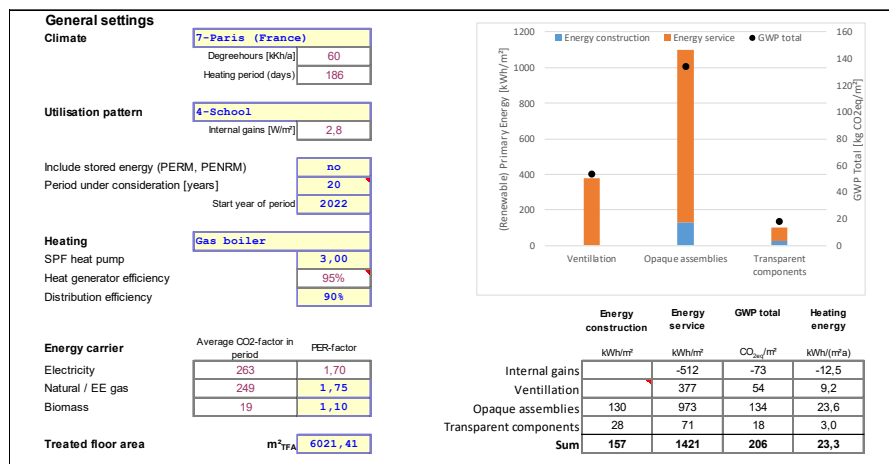 General settings
Climate 7-Paris (France)
Degreehours [kKh/a] 60
Heating period (days) 186
Utilisation pattern 4-School
Internal gains [W/m²] 2,8
Include stored energy (PERM, PENRM) no
Period under consideration [years] 20
Start year of period 2022
Heating Gas boiler
SPF heat pump 3,00
Heat generator efficiency 95%
Distribution efficiency 90%
Energy carrier Average CO2-factor in period PER-factor
Electricity 263 1,70
Natural / EE gas 249 1,75
Biomass 19 1,10
Treated floor area m²TFA 6021,41
Energy construction Energy service GWP total
(Renewable) Primary Energy [kWh/m²]
1200
1000
800
600
400
200
0
GWP Total [kg CO2eq/m²]
160
140
120
100
80
60
40
20
0
Ventillation Opaque assemblies Transparent components
Energy construction Energy service GWP total Heating energy
kWh/m² kWh/m² CO2eq/m² kWh/(m²a)
Internal gains -512 -73 -12,5
Ventillation 377 54 9,2
Opaque assemblies 130 973 134 23,6
Transparent components 28 71 18 3,0
Sum 157 1421 206 23,3